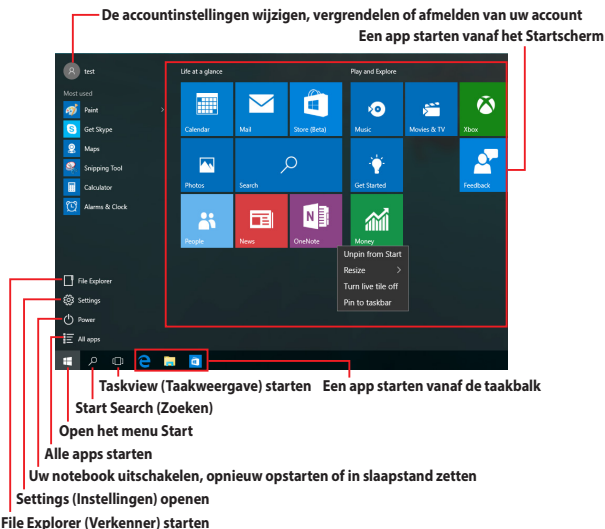 De accountinstellingen wijzigen, vergrendelen of afmelden van uw account
Een app starten vanaf het Startscherm
test
Life at a glance
Play and Explore
Most used
Paint
Get Skype
Maps
Snipping Tool
Calculator
Alarms & Clock
Calendar
Mail
Store (Beta)
Music
Movies & TV
Xbox
Photos
Search
Get Started
Feedback
People
News
OneNote
Money
Unpin from Start
Resize
Turn live tile off
Pin to taskbar
File Explorer
Settings
Power
All apps
Taskview (Taakweergave) starten
Een app starten vanaf de taakbalk
Start Search (Zoeken)
Open het menu Start
Alle apps starten
Uw notebook uitschakelen, opnieuw opstarten of in slaapstand zetten
Settings (Instellingen) openen
File Explorer (Verkenner) starten